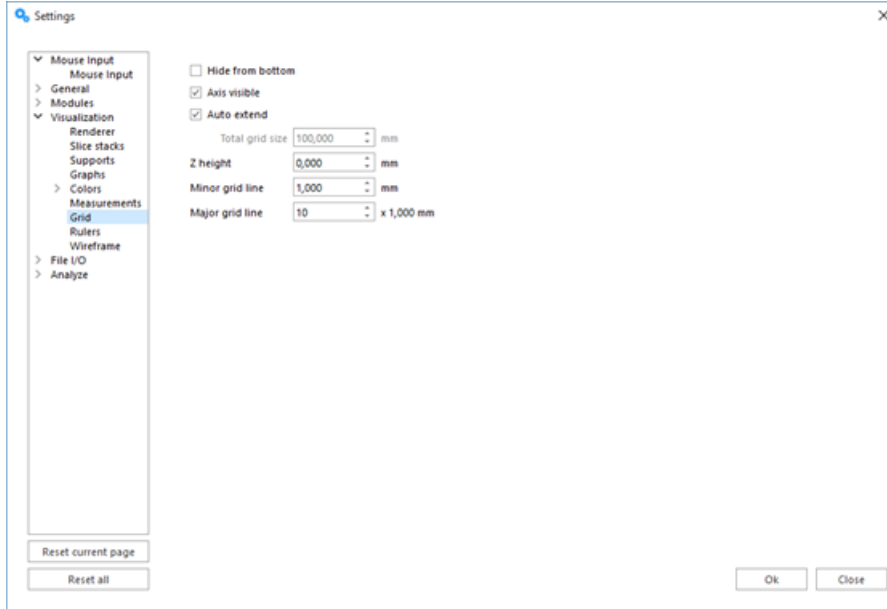 Settings
Mouse Input
Mouse Input
General
Modules
Visualization
Renderer
Slice stacks
Supports
Graphs
Colors
Measurements
Grid
Rulers
Wireframe
File I/O
Analyze
Hide from bottom
Axis visible
Auto extend
Total grid size 100,000 mm
Z height 0,000 mm
Minor grid line 1,000 mm
Major grid line 10 x 1,000 mm
Reset current page
Reset all
Ok Close